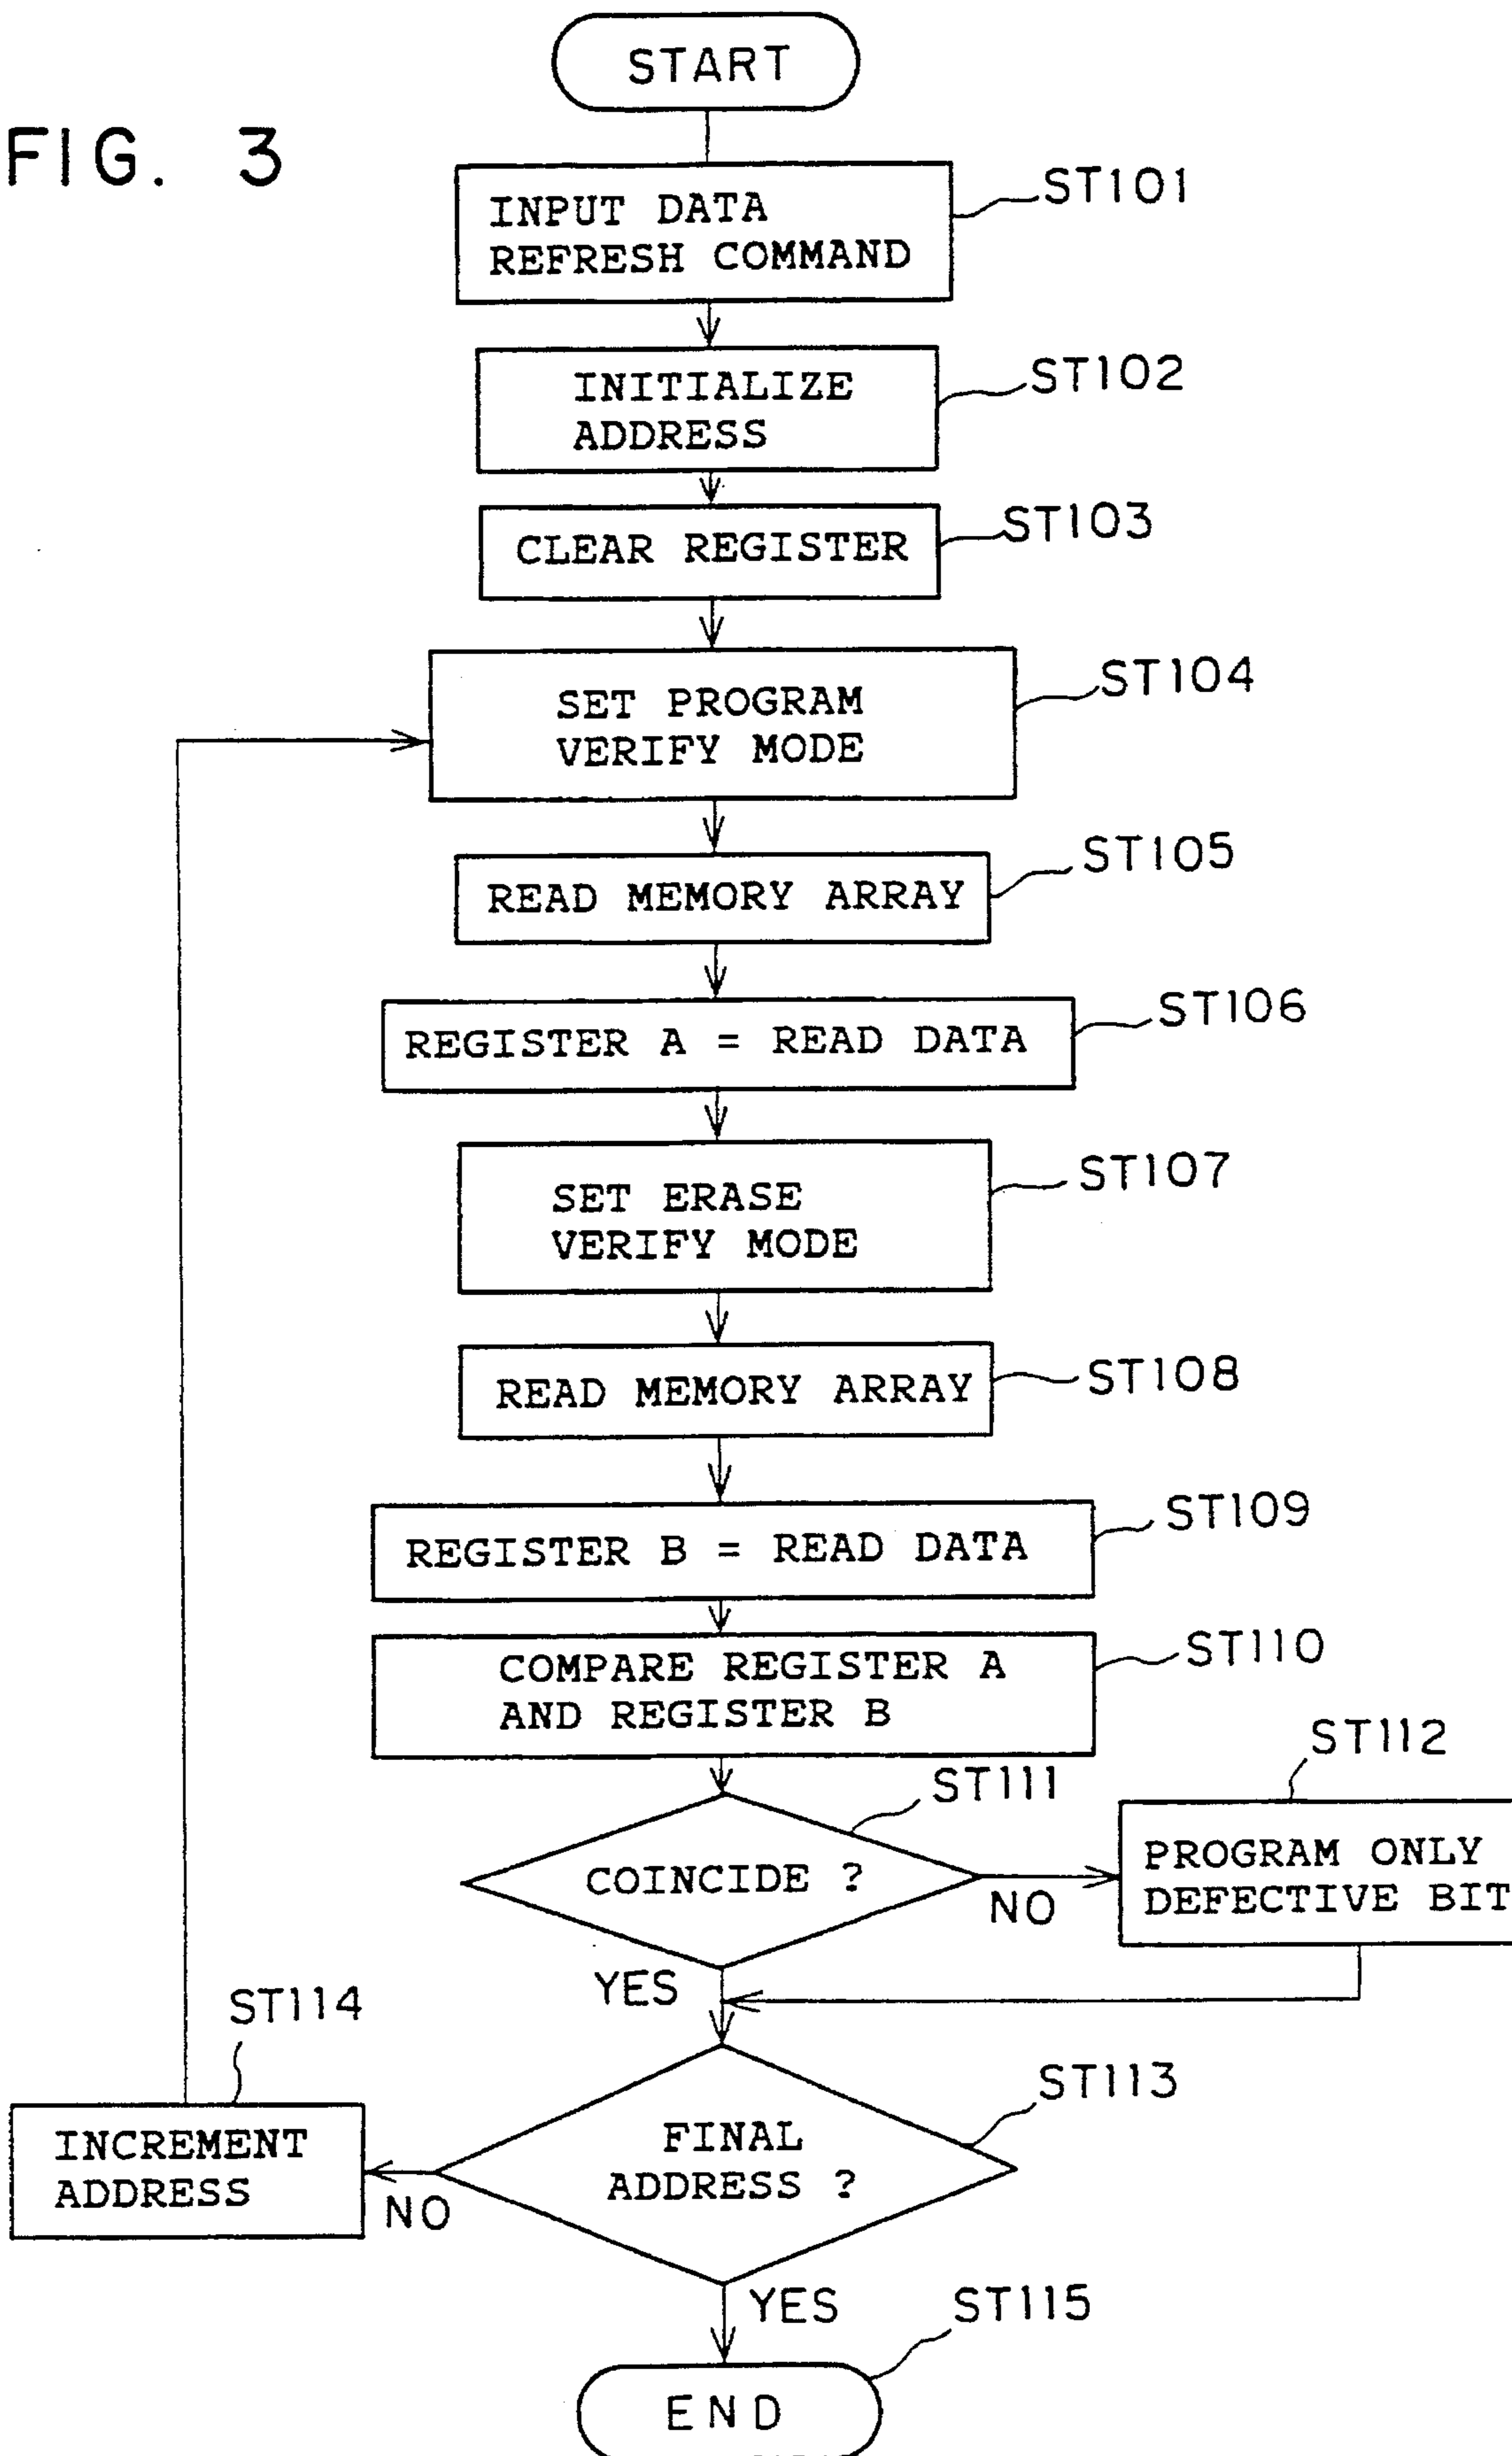 FIG. 3
START
INPUT DATA
REFRESH COMMAND
ST101
INITIALIZE
ADDRESS
ST102
CLEAR REGISTER
ST103
SET PROGRAM
VERIFY MODE
ST104
READ MEMORY ARRAY
ST105
REGISTER A = READ DATA
ST106
SET ERASE
VERIFY MODE
ST107
READ MEMORY ARRAY
ST108
REGISTER B = READ DATA
ST109
COMPARE REGISTER A
AND REGISTER B
ST110
COINCIDE ?
ST111
NO
PROGRAM ONLY
DEFECTIVE BIT
ST112
YES
FINAL
ADDRESS ?
ST113
NO
INCREMENT
ADDRESS
ST114
YES
END
ST115